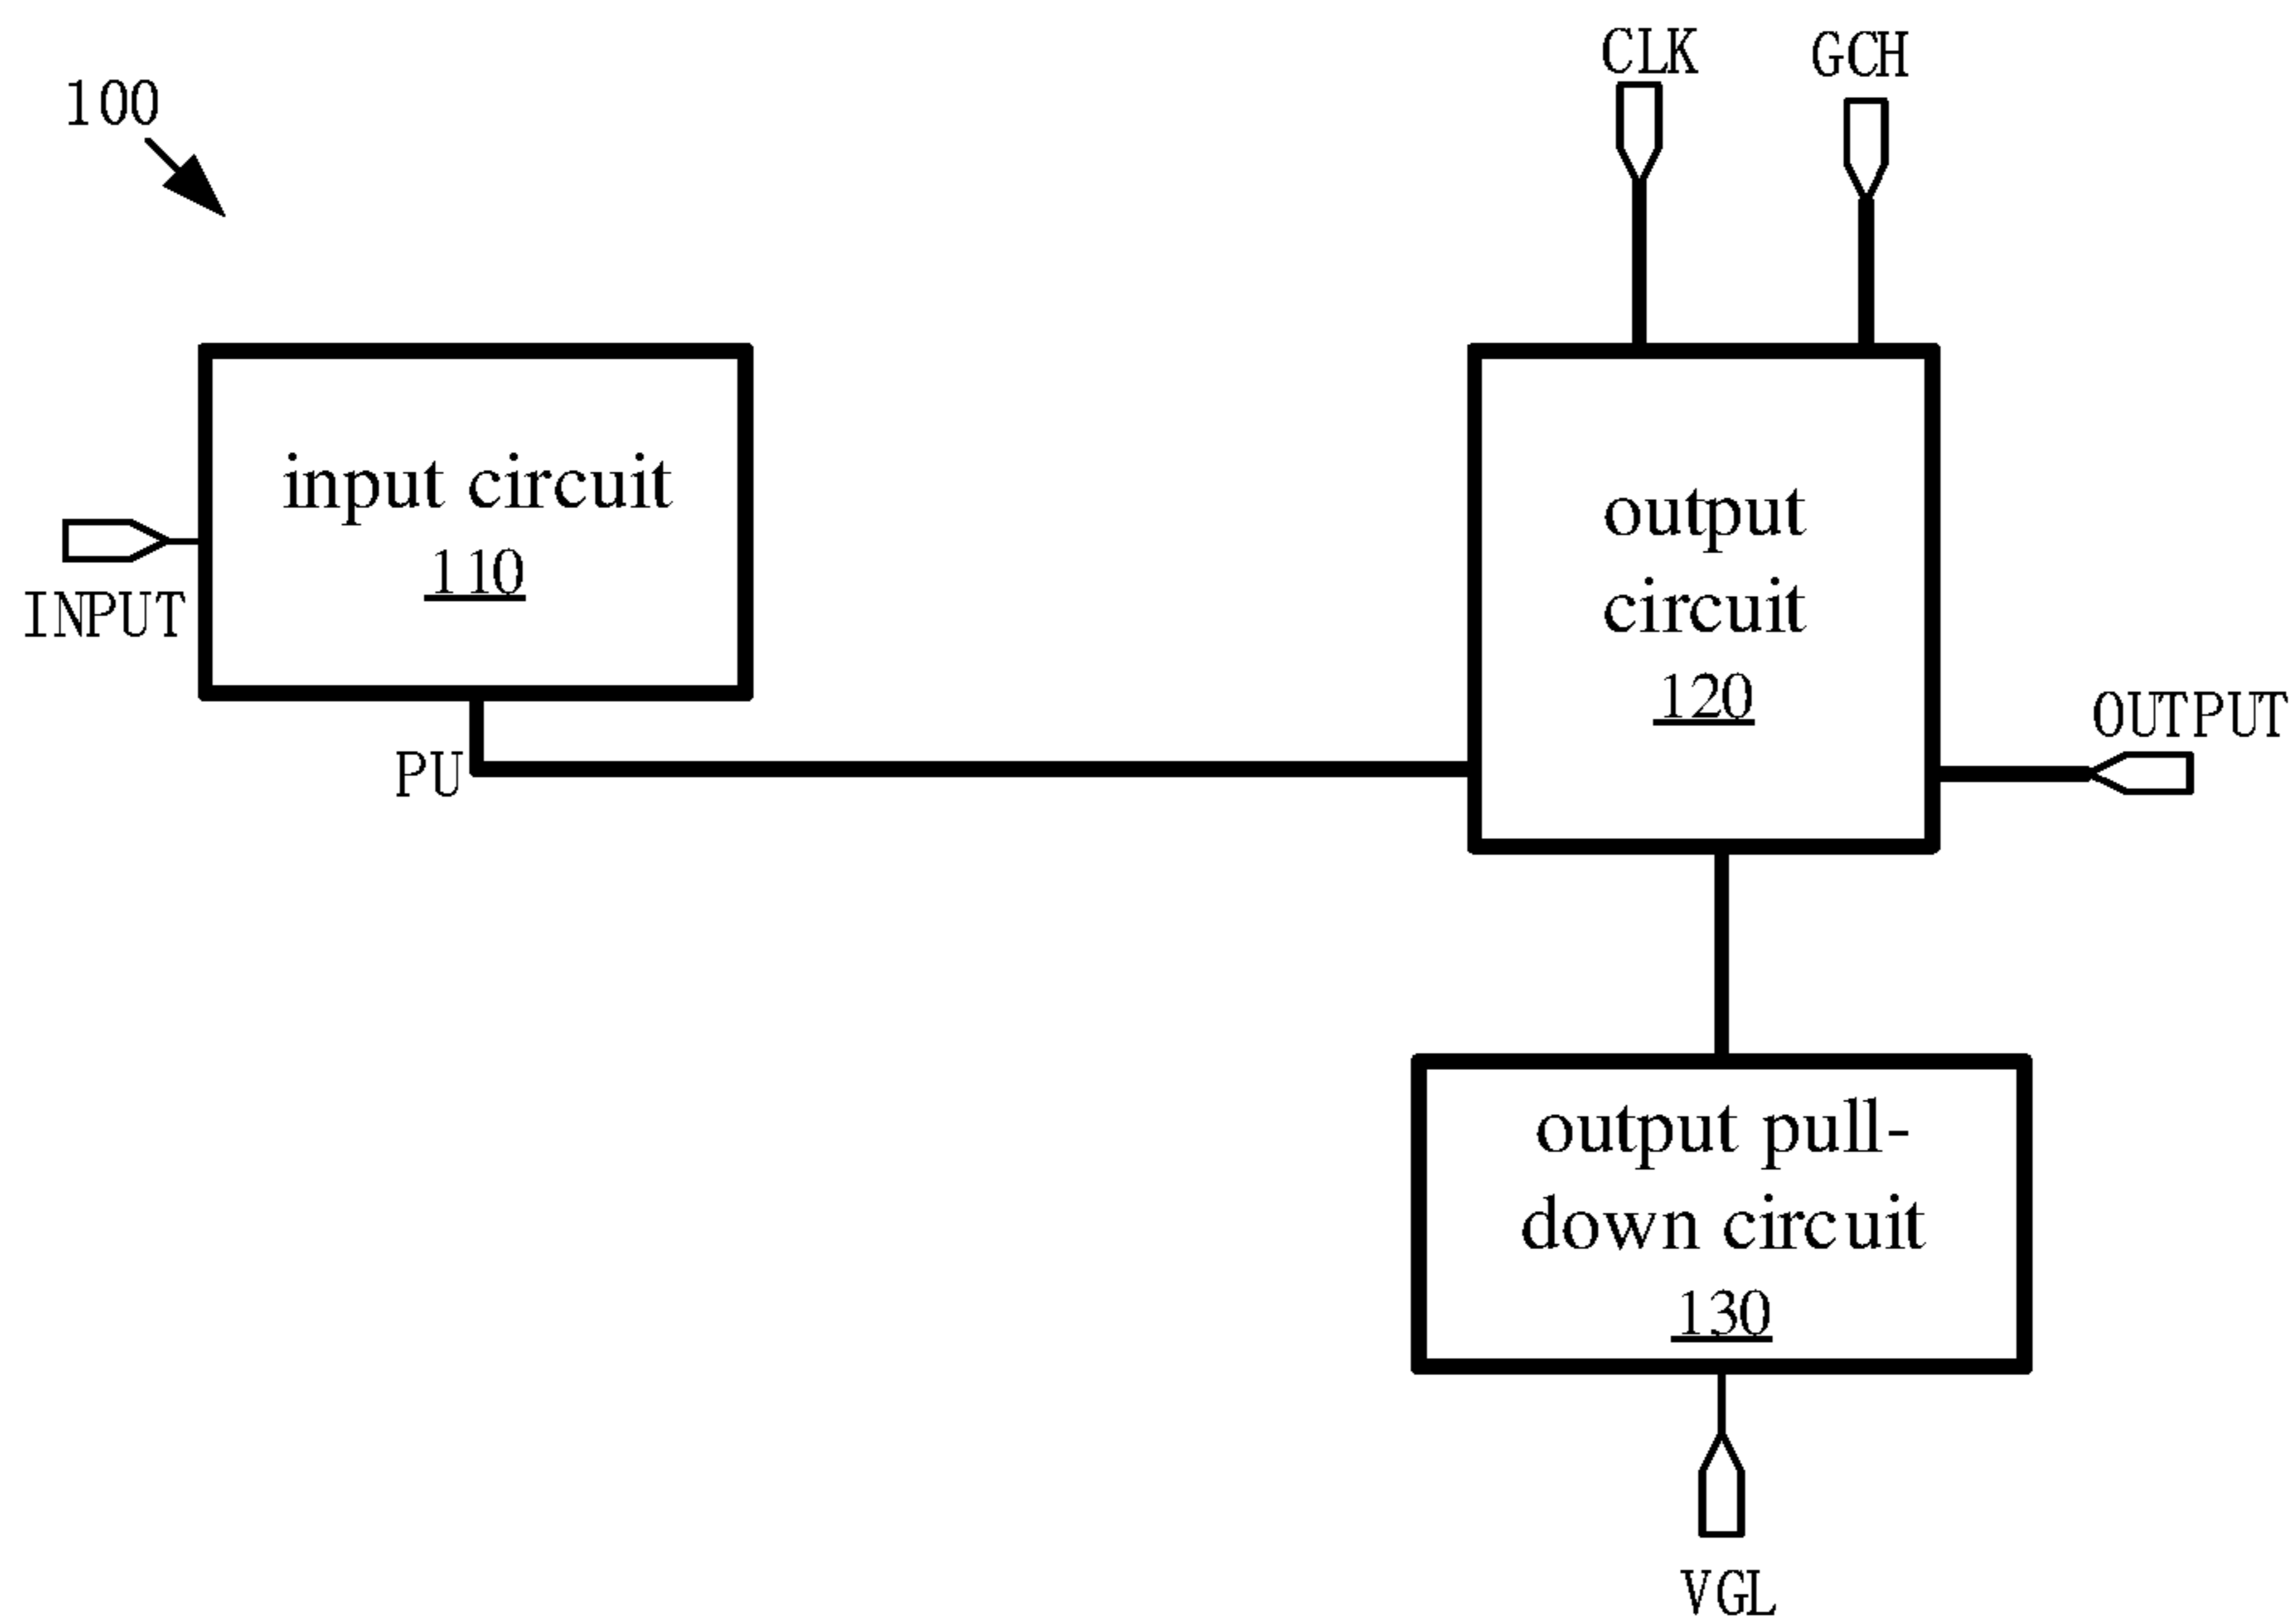 100
CLK
GCH
input circuit
110
INPUT
output
circuit
120
OUTPUT
PU
output pull-
down circuit
130
VGL